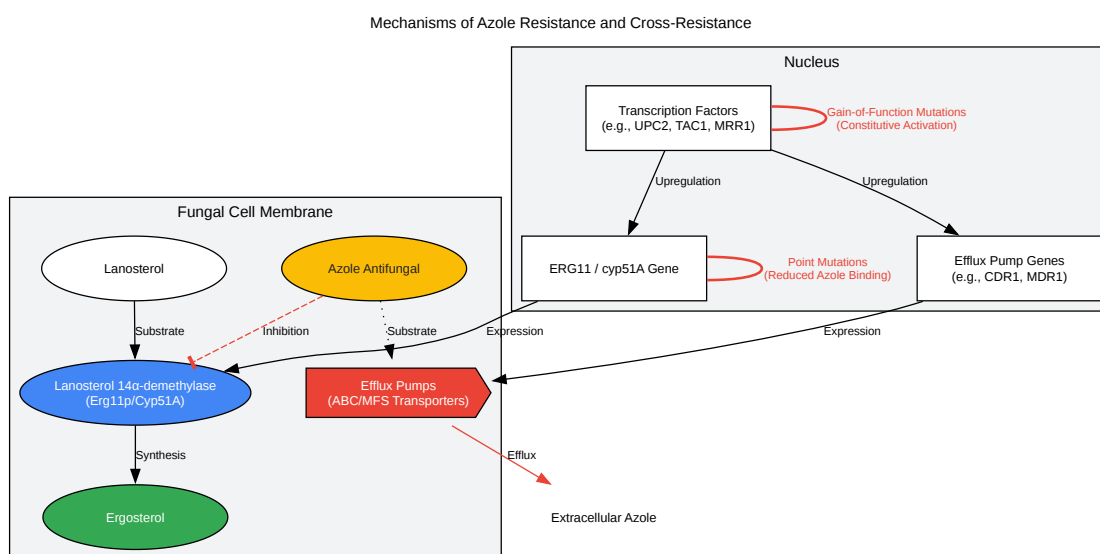 Mechanisms of Azole Resistance and Cross-Resistance
Nucleus
Transcription Factors
(e.g., UPC2, TAC1, MRR1)
Gain-of-Function Mutations
(Constitutive Activation)
Upregulation
Upregulation
Fungal Cell Membrane
Lanosterol
Azole Antifungal
ERG11 / cyp51A Gene
Point Mutations
(Reduced Azole Binding)
Efflux Pump Genes
(e.g., CDR1, MDR1)
Substrate
Inhibition
Substrate
Expression
Expression
Lanosterol 14α-demethylase
(Erg11p/Cyp51A)
Efflux Pumps
(ABC/MFS Transporters)
Synthesis
Efflux
Ergosterol
Extracellular Azole